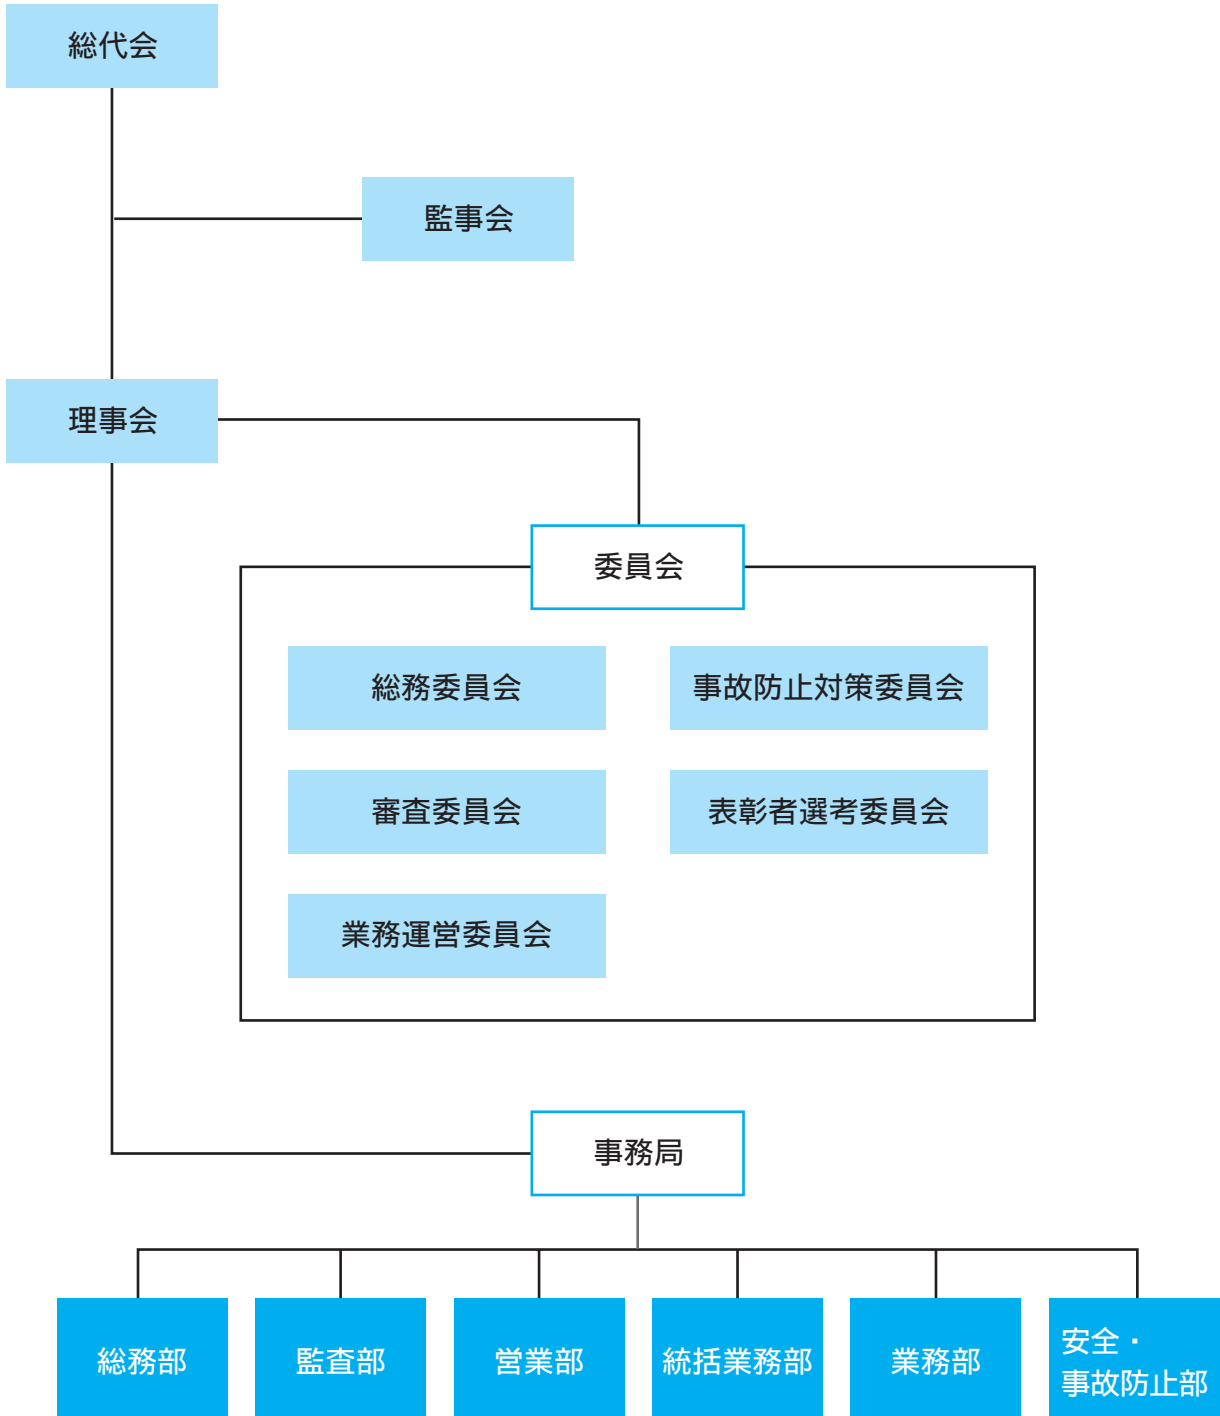 総代会
監事会
理事会
委員会
総務委員会
事故防止対策委員会
審査委員会
表彰者選考委員会
業務運営委員会
事務局
総務部
監査部
営業部
統括業務部
業務部
安全・
事故防止部